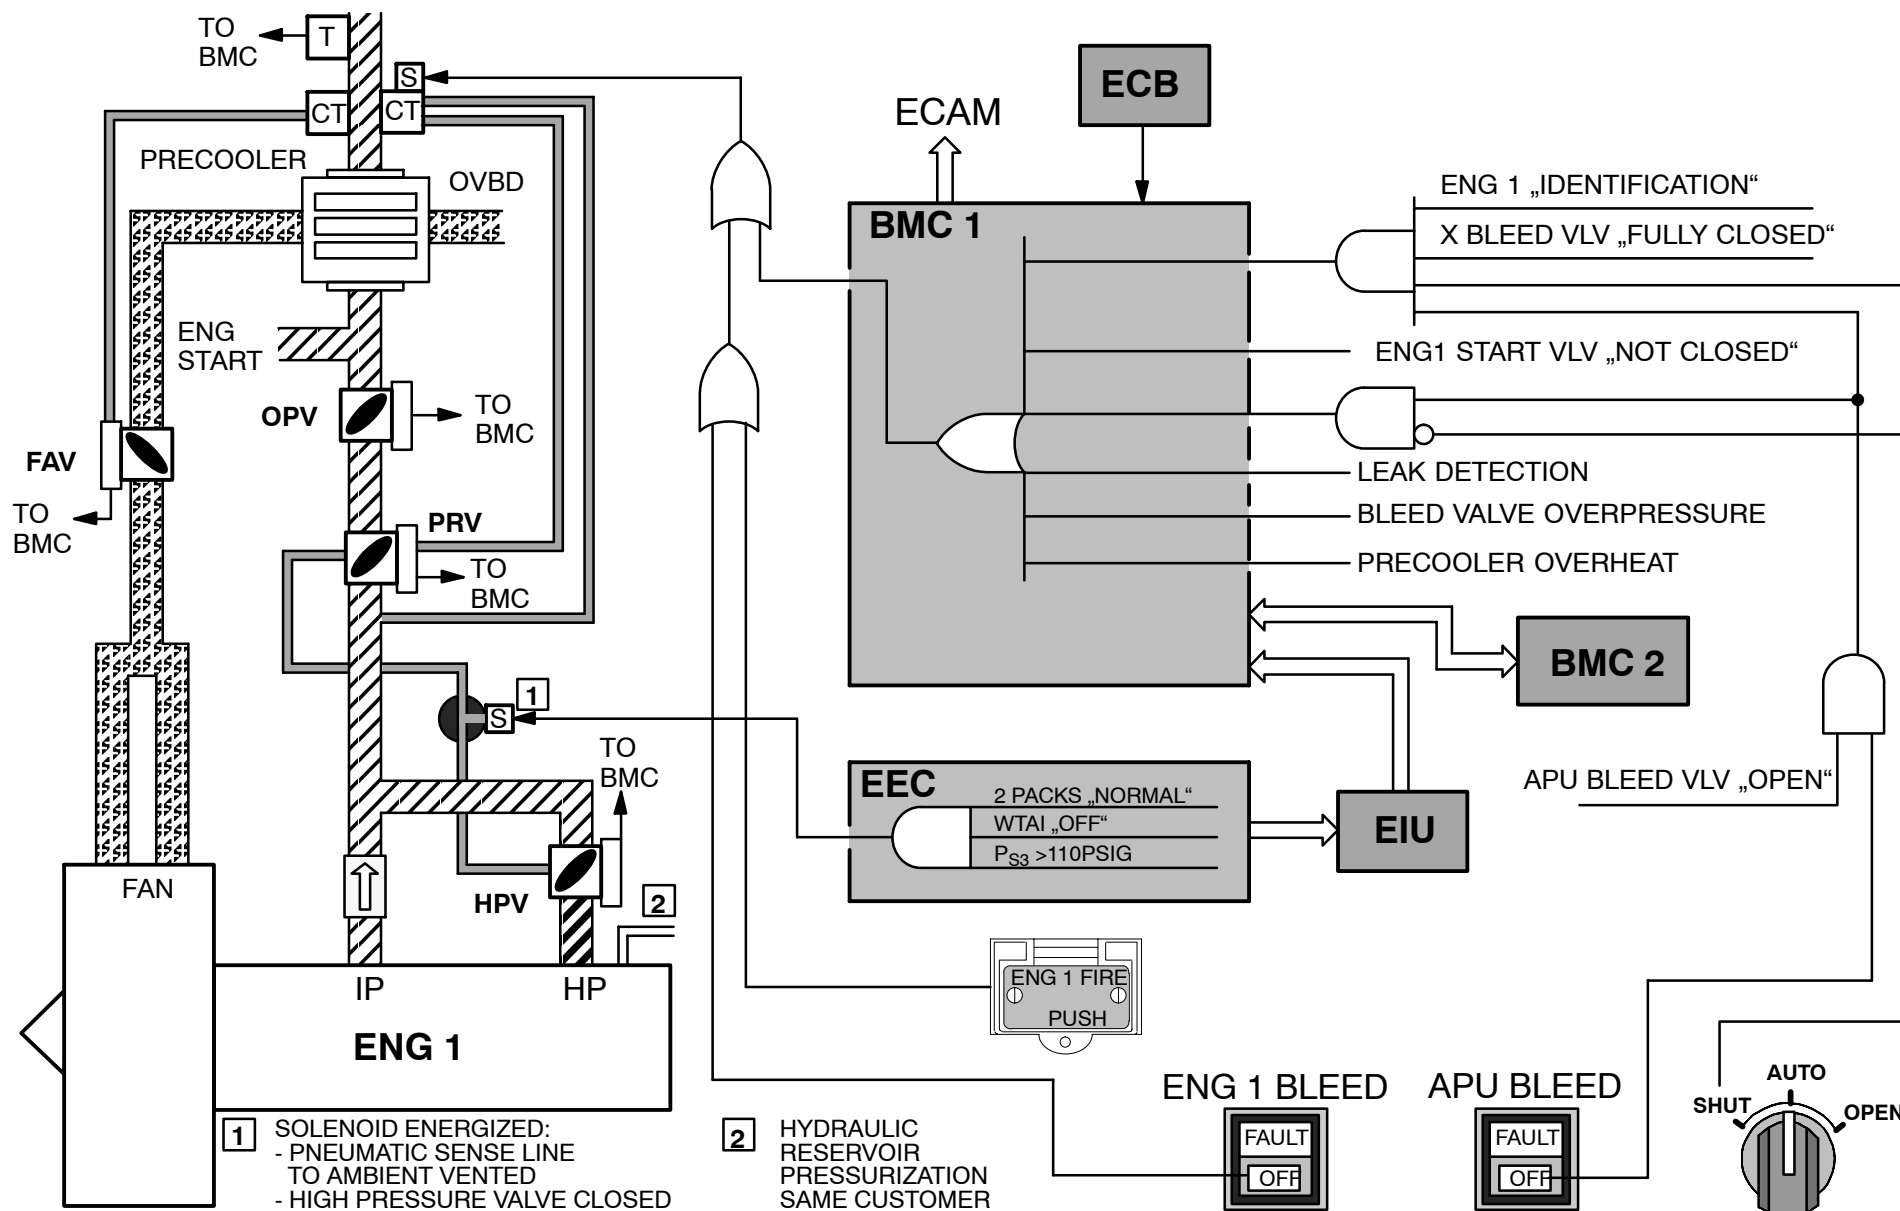 TO
BMC
T
S
CT
CT
PRECOOLER
OVBD
ECAM
ECB
BMC 1
ENG 1 „IDENTIFICATION“
X BLEED VLV „FULLY CLOSED“
ENG
START
ENG1 START VLV „NOT CLOSED“
OPV
TO
BMC
FAV
TO
BMC
PRV
TO
BMC
LEAK DETECTION
BLEED VALVE OVERPRESSURE
PRECOOLER OVERHEAT
BMC 2
1
S
TO
BMC
EEC
2 PACKS „NORMAL“
WTAI „OFF“
PS3 >110PSIG
EIU
APU BLEED VLV „OPEN“
FAN
HPV
2
IP
HP
ENG 1
ENG 1 FIRE
PUSH
ENG 1 BLEED
FAULT
OFF
APU BLEED
FAULT
OFF
AUTO
SHUT
OPEN
1
SOLENOID ENERGIZED:
- PNEUMATIC SENSE LINE
TO AMBIENT VENTED
- HIGH PRESSURE VALVE CLOSED
2
HYDRAULIC
RESERVOIR
PRESSURIZATION
SAME CUSTOMER